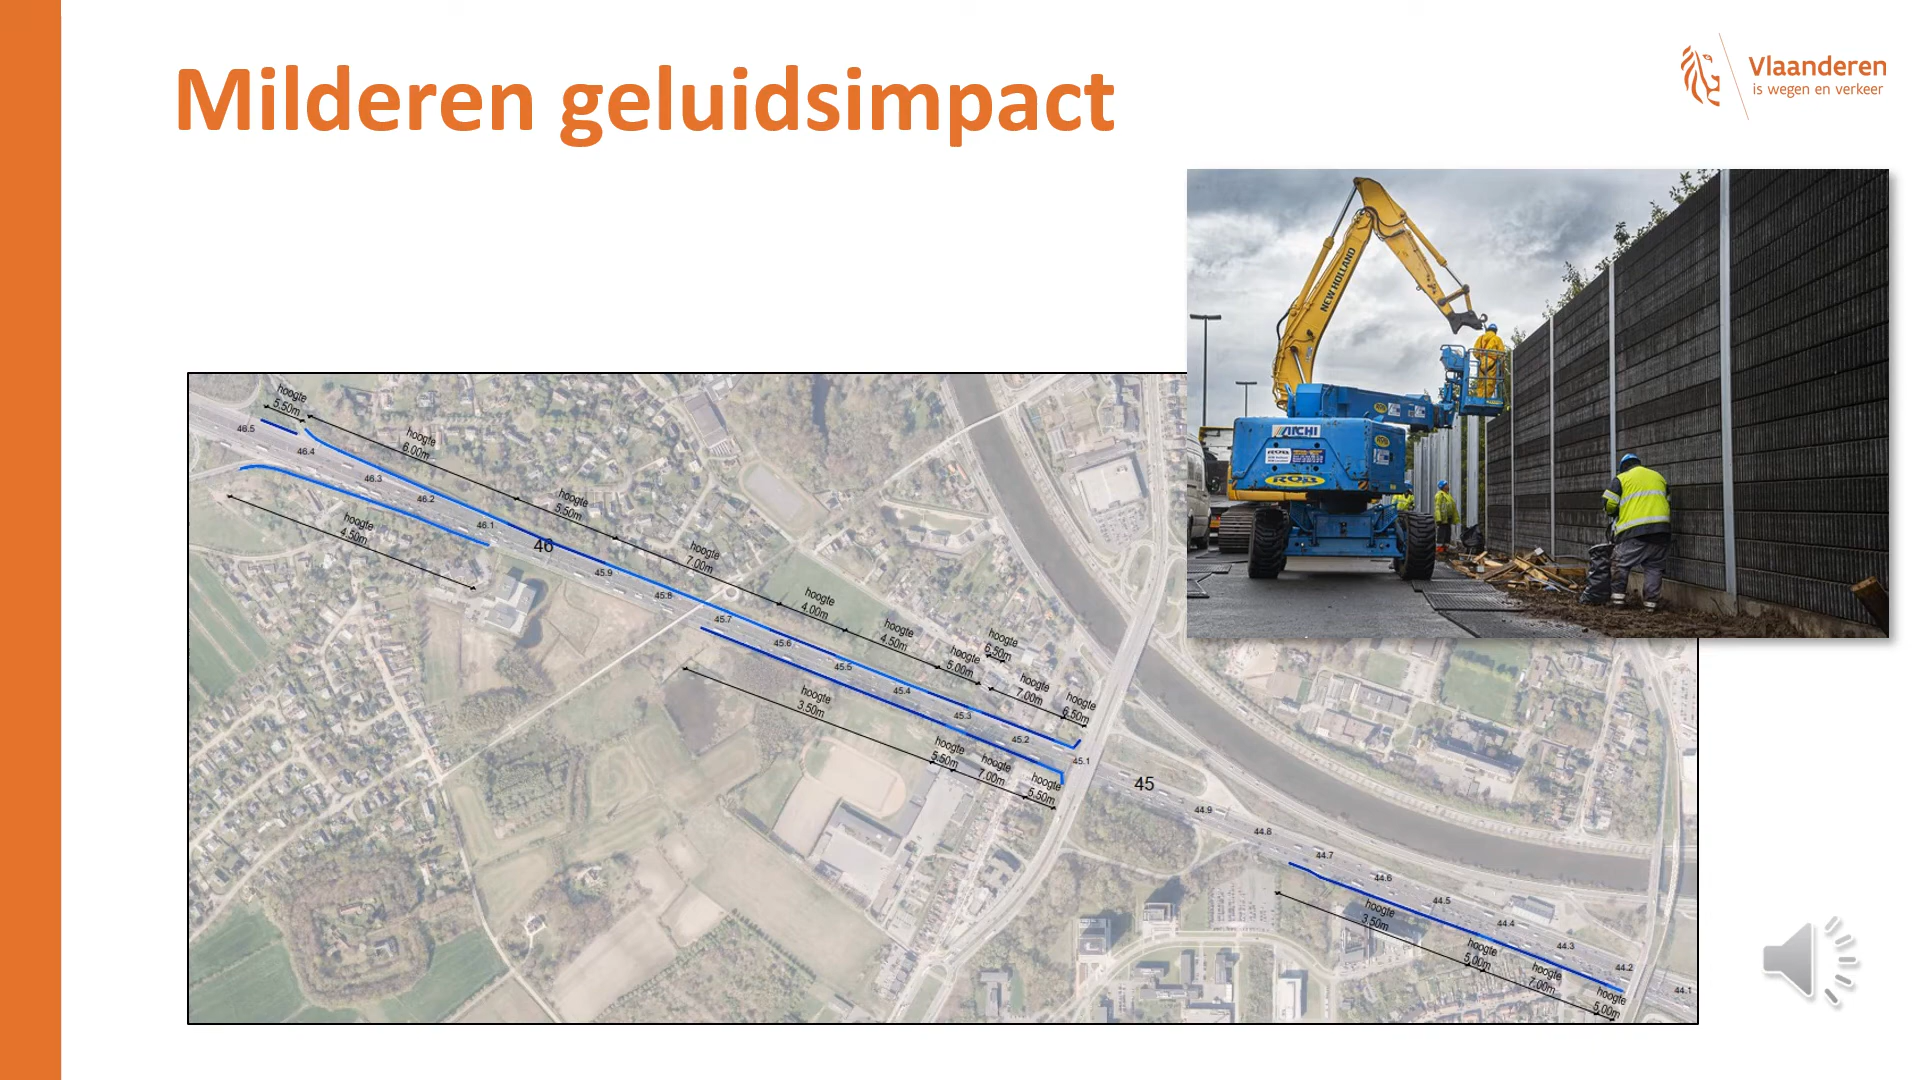 Milderen geluidsimpact
Vlaanderen
is wegen en verkeer
NEW HOLLAND
ROB
hoogte
5.50m
46.5
hoogte
6.00m
46.4
46.3
46.2
hoogte
5.50m
46.1
46
hoogte
4.50m
hoogte
7.00m
45.9
45.8
hoogte
4.00m
45.7
hoogte
4.50m
45.6
hoogte
6.50m
hoogte
5.00m
45.5
45.4
hoogte
7.00m
hoogte
6.50m
hoogte
3.50m
45.3
45.2
45.1
hoogte
5.50m
hoogte
7.00m
hoogte
5.50m
45
44.9
44.8
44.7
44.6
44.5
hoogte
3.50m
44.4
44.3
hoogte
5.00m
44.2
hoogte
7.00m
hoogte
5.00m
44.1